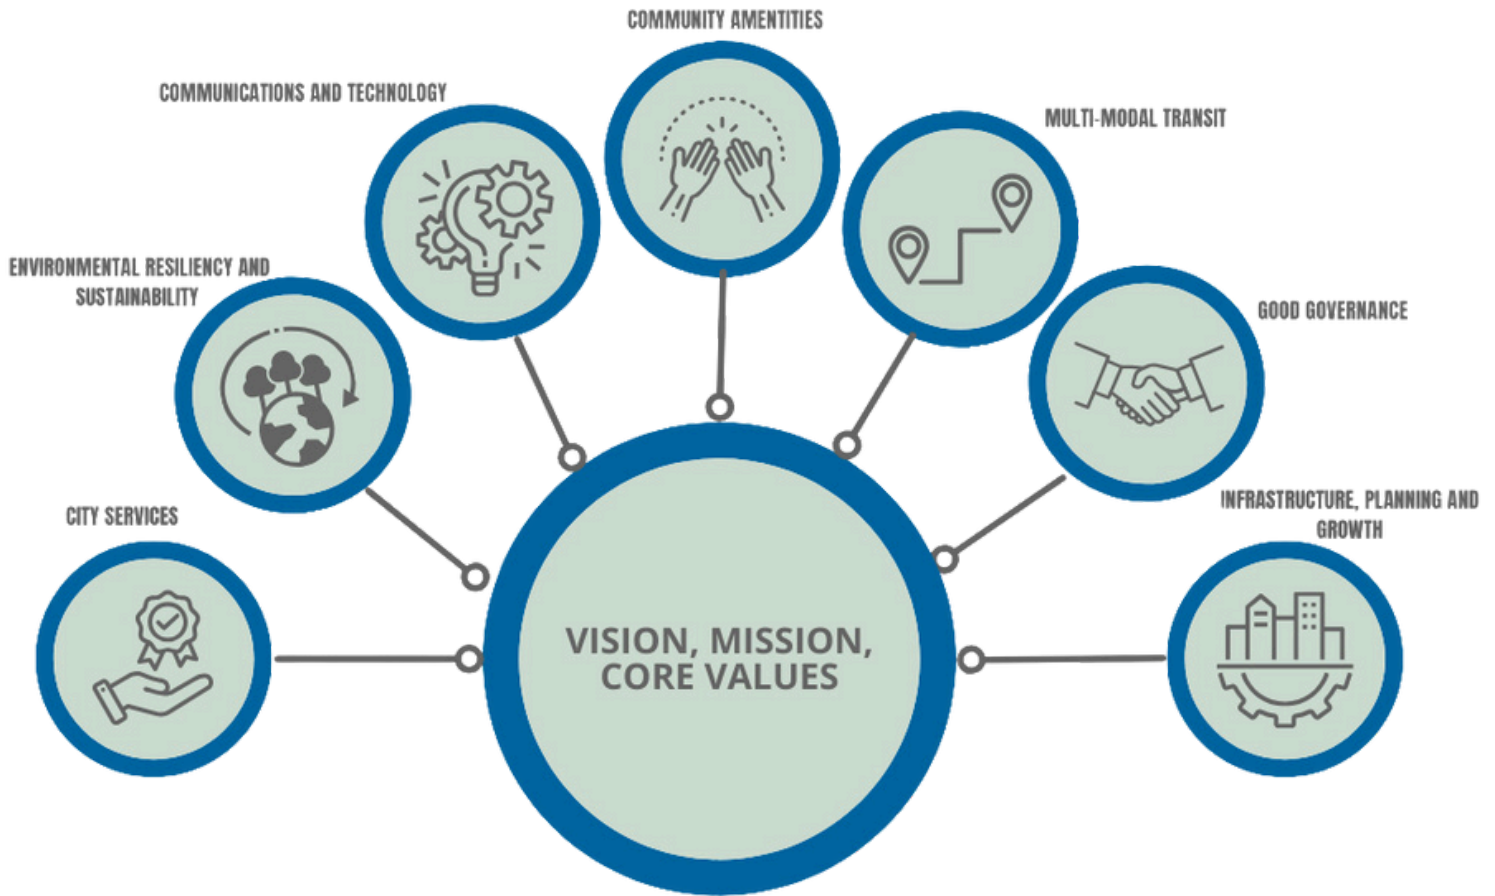 COMMUNITY AMENTITIES
COMMUNICATIONS AND TECHNOLOGY
MULTI-MODAL TRANSIT
ENVIRONMENTAL RESILIENCY AND
SUSTAINABILITY
GOOD GOVERNANCE
CITY SERVICES
INFRASTRUCTURE, PLANNING AND
GROWTH
VISION, MISSION,
CORE VALUES